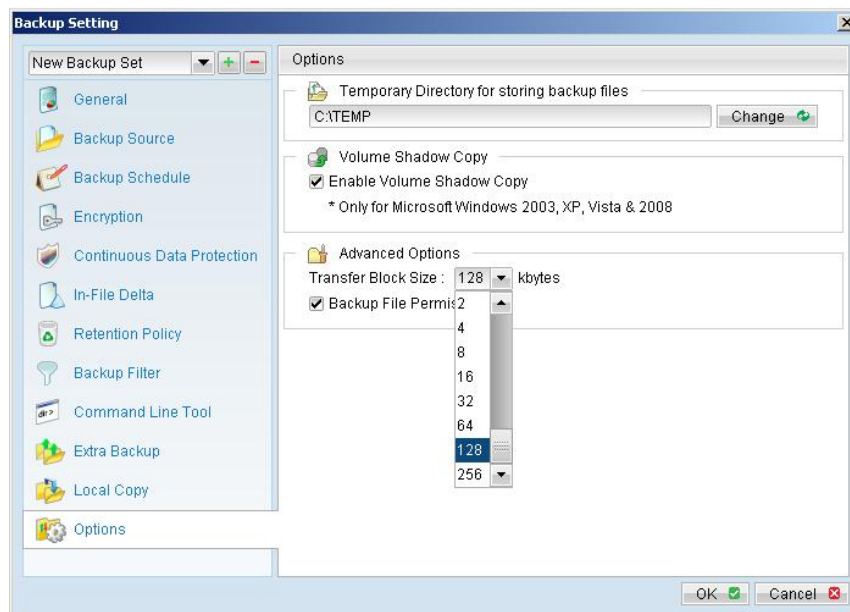 Backup Setting
New Backup Set
General
Backup Source
Backup Schedule
Encryption
Continuous Data Protection
In-File Delta
Retention Policy
Backup Filter
dir>
Command Line Tool
Extra Backup
Local Copy
Options
Options
Temporary Directory for storing backup files
C:\TEMP
Change
Volume Shadow Copy
Enable Volume Shadow Copy
* Only for Microsoft Windows 2003, XP, Vista & 2008
Advanced Options
Transfer Block Size : 128 kbytes
Backup File Permis
2
4
8
16
32
64
128
256
OK
Cancel